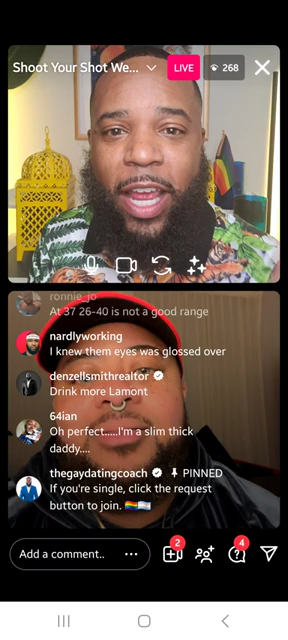 Shoot Your Shot We...
LIVE
268
ronnie_jo
At 37 26-40 is not a good range
nardlyworking
I knew them eyes was glossed over
denzellsmithrealtor
Drink more Lamont
64ian
Oh perfect.....I'm a slim thick
daddy....
thegaydatingcoach PINNED
If you're single, click the request
button to join. 🏳️‍🌈🏳️‍⚧️
Add a comment..
2
4